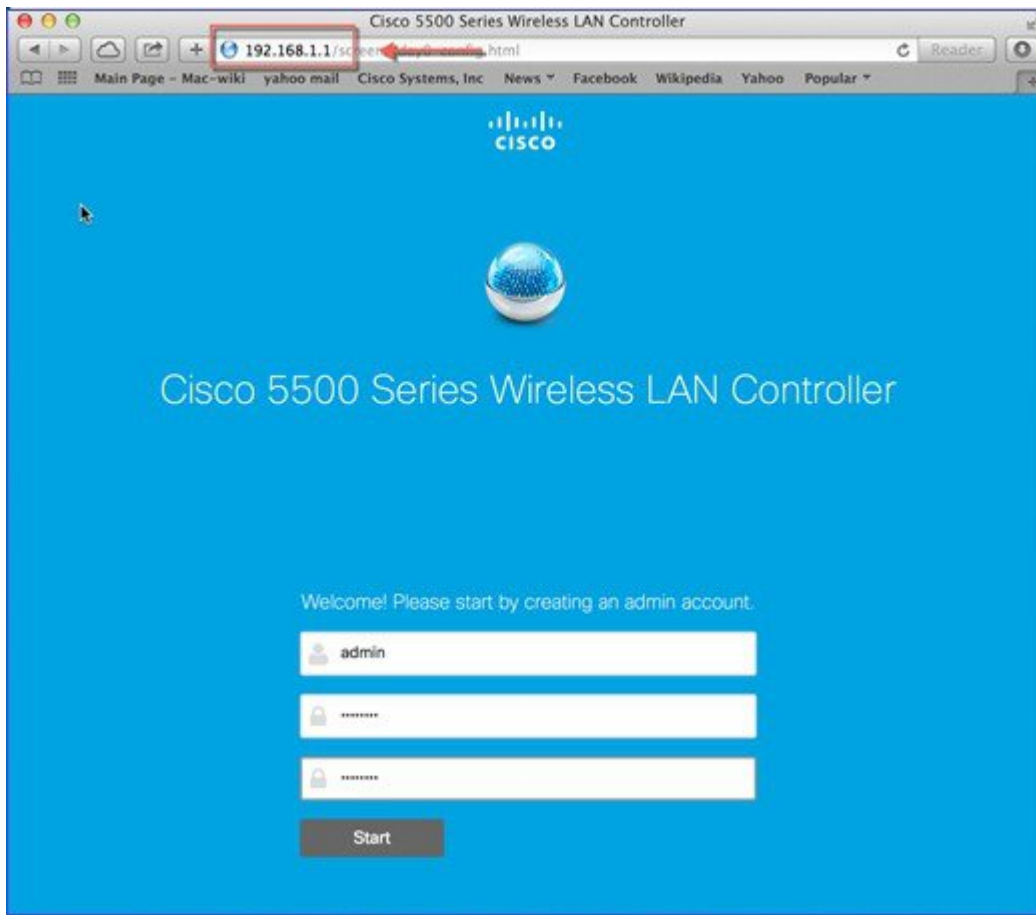 Cisco 5500 Series Wireless LAN Controller
192.168.1.1/ .html
Reader
Main Page – Mac-wiki yahoo mail Cisco Systems, Inc News Facebook Wikipedia Yahoo Popular
CISCO
Cisco 5500 Series Wireless LAN Controller
Welcome! Please start by creating an admin account.
admin
••••••••
••••••••
Start